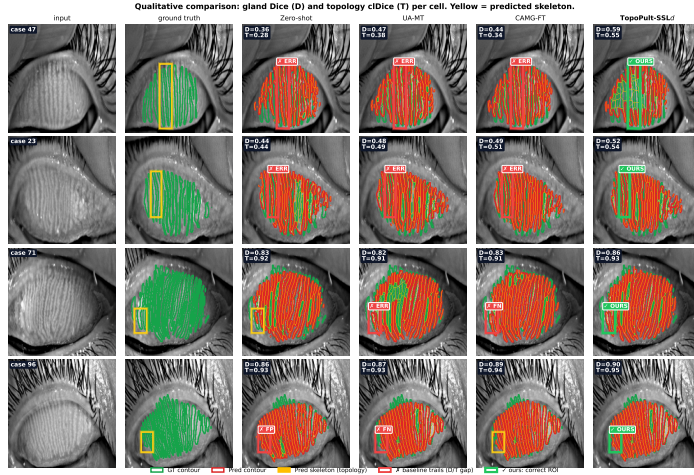 Qualitative comparison: gland Dice (D) and topology clDice (T) per cell. Yellow = predicted skeleton.
input ground truth Zero-shot UA-MT CAMG-FT TopoPult-SSLd
case 47 D=0.36 T=0.28 D=0.47 T=0.38 D=0.44 T=0.34 D=0.59 T=0.55
✗ ERR ✗ ERR ✗ ERR ✓ OURS
case 23 D=0.44 T=0.44 D=0.48 T=0.49 D=0.49 T=0.51 D=0.52 T=0.54
✗ ERR ✗ ERR ✗ ERR ✓ OURS
case 71 D=0.83 T=0.92 D=0.82 T=0.91 D=0.83 T=0.91 D=0.86 T=0.93
✗ ERR ✗ FN ✓ OURS
case 96 D=0.86 T=0.93 D=0.87 T=0.93 D=0.89 T=0.94 D=0.90 T=0.95
✗ FP ✗ FN ✓ OURS
GT contour Pred contour Pred skeleton (topology) ✗ baseline trails (D/T gap) ✓ ours: correct ROI